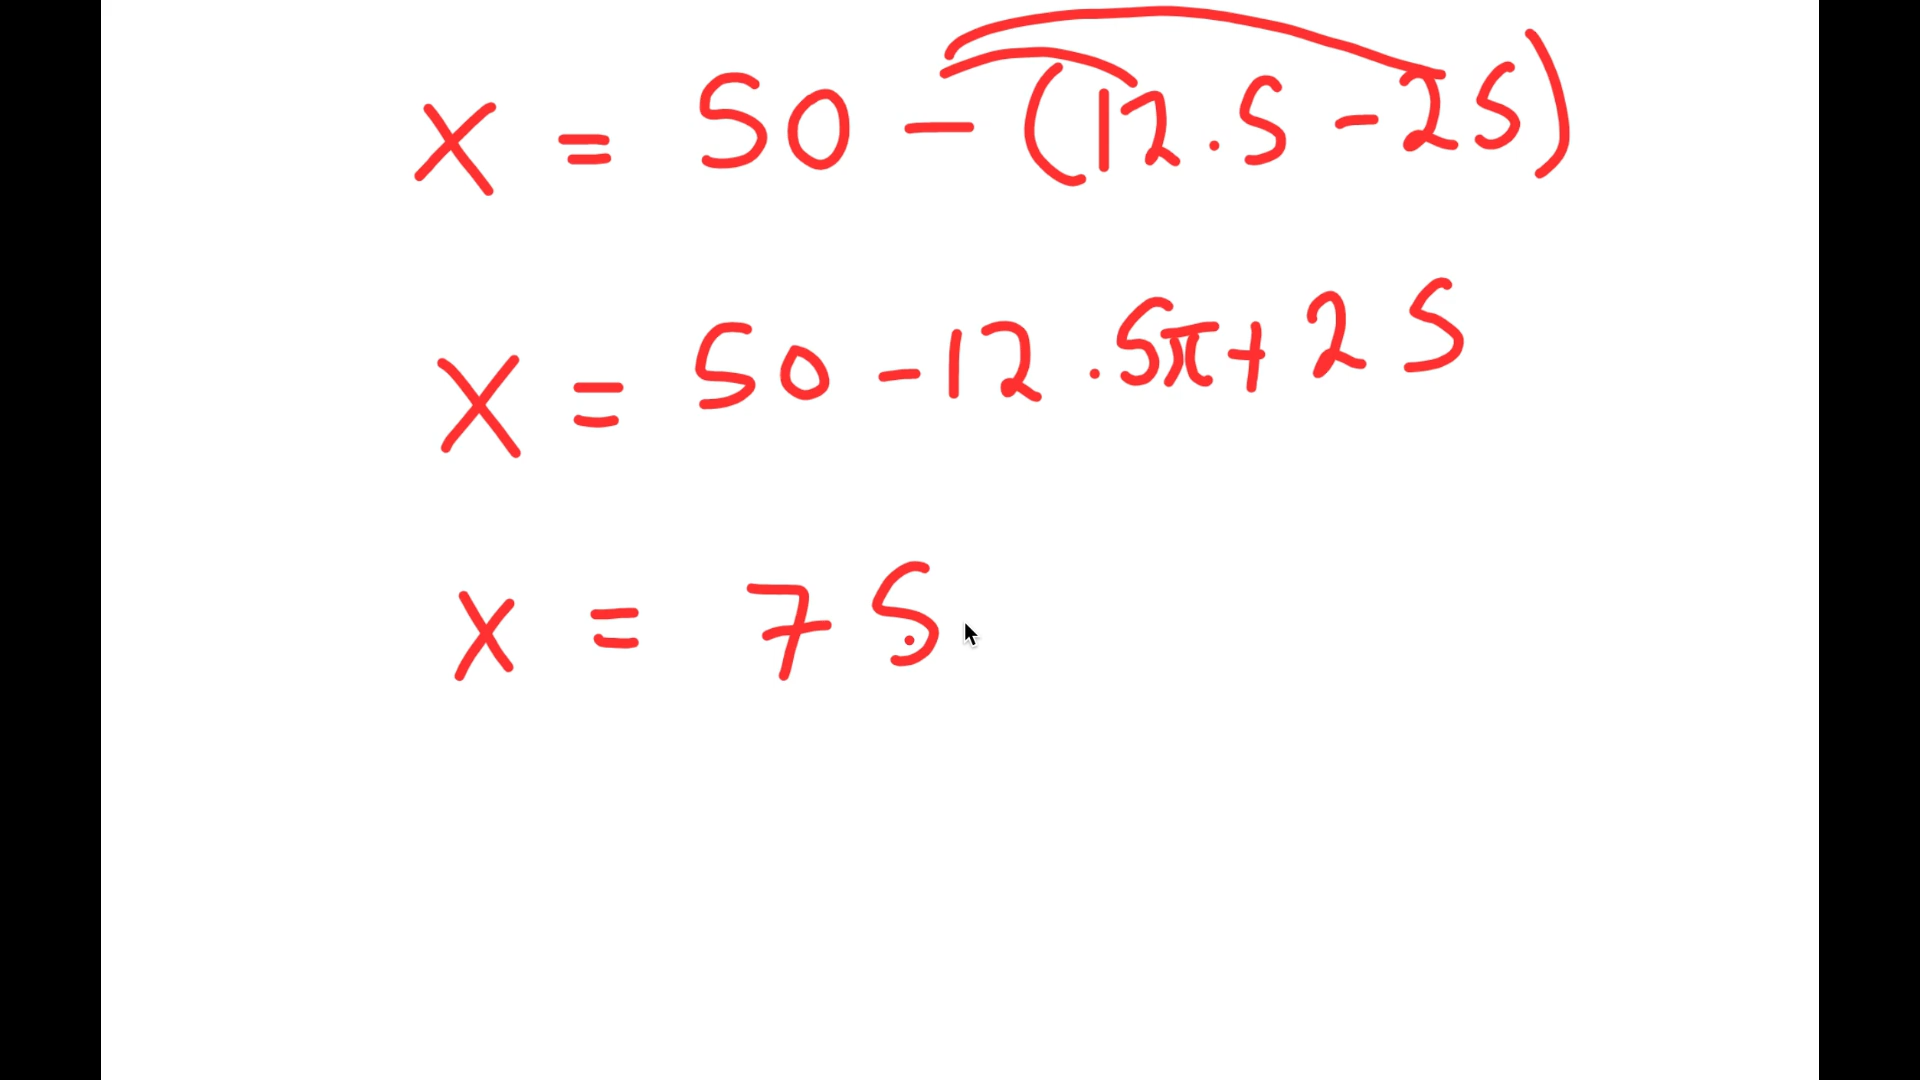 x = 50 - (12.5 - 25)
x = 50 - 12.5π + 25
x = 75